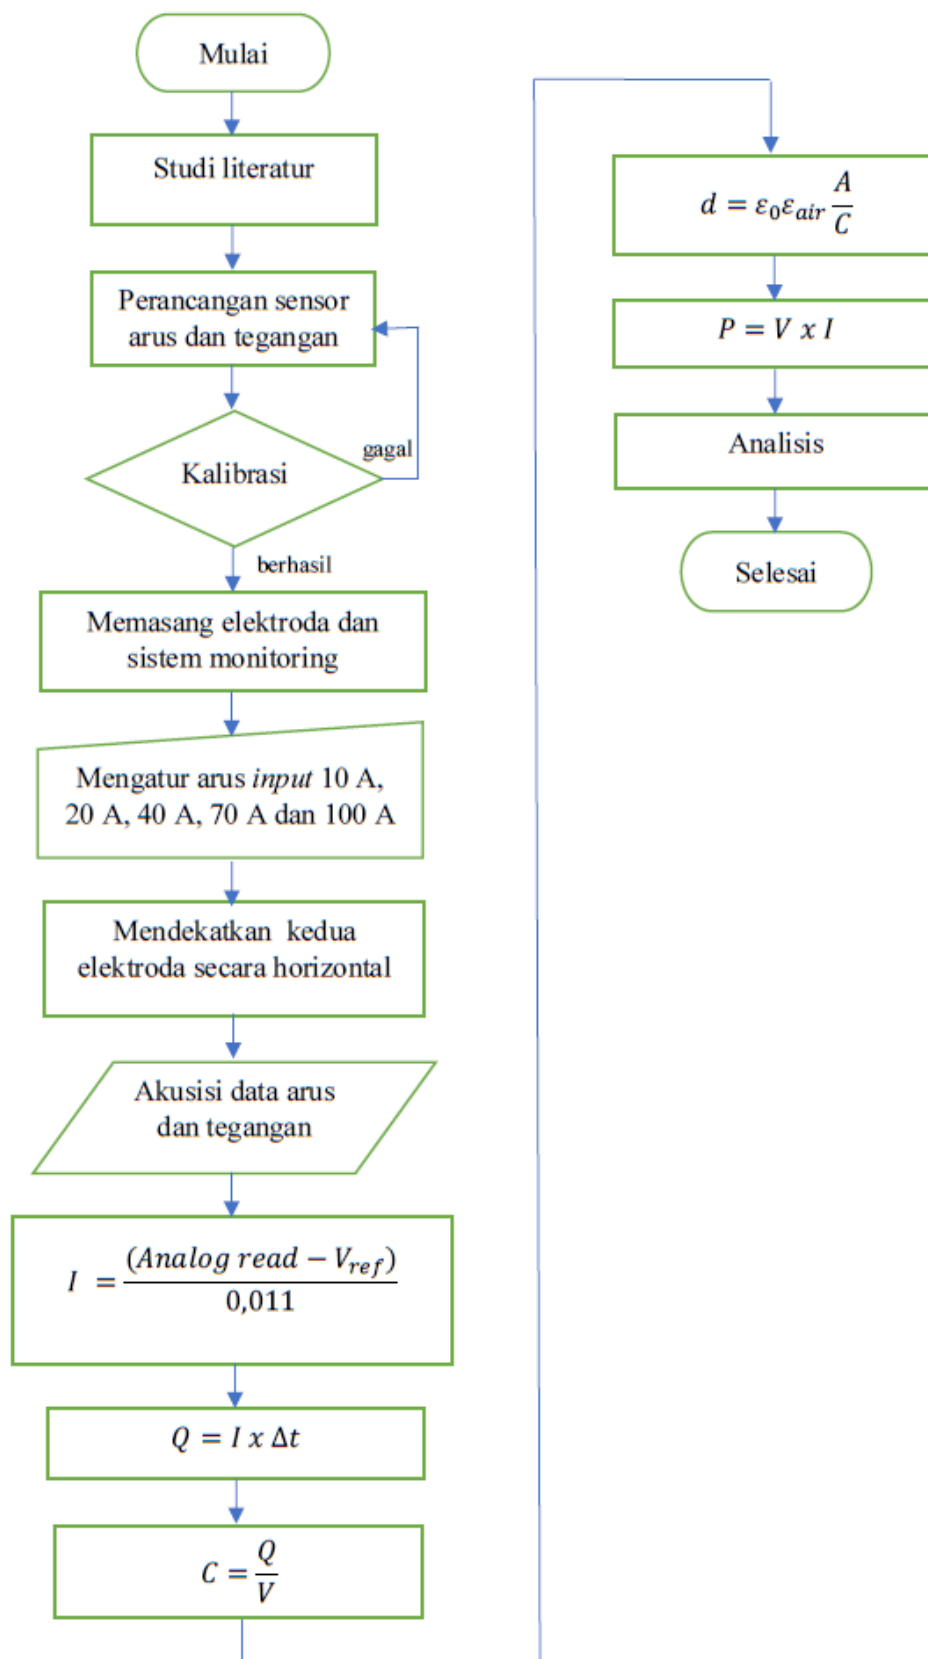 Mulai
Studi literatur
Perancangan sensor
arus dan tegangan
Kalibrasi
gagal
berhasil
Memasang elektroda dan
sistem monitoring
Mengatur arus input 10 A,
20 A, 40 A, 70 A dan 100 A
Mendekatkan kedua
elektroda secara horizontal
Akusisi data arus
dan tegangan
I = (Analog read − V_ref) / 0,011
Q = I x Δt
C = Q / V
d = ε₀ε_air A / C
P = V x I
Analisis
Selesai